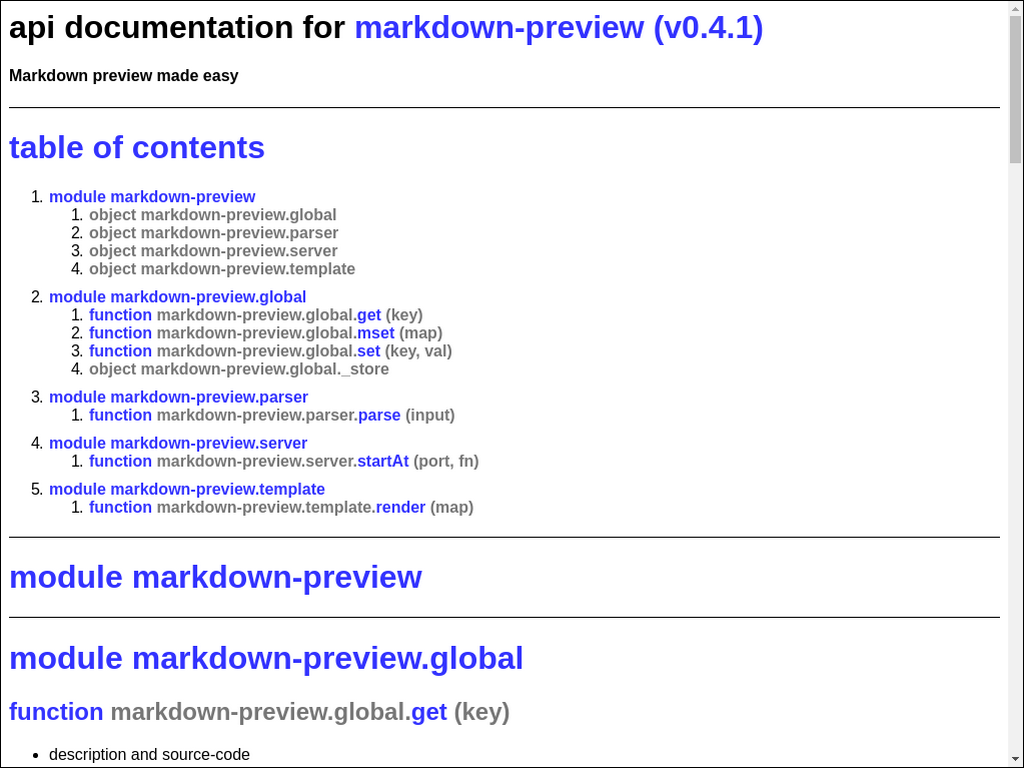 api documentation for markdown-preview (v0.4.1)
Markdown preview made easy
table of contents
1. module markdown-preview
1. object markdown-preview.global
2. object markdown-preview.parser
3. object markdown-preview.server
4. object markdown-preview.template
2. module markdown-preview.global
1. function markdown-preview.global.get (key)
2. function markdown-preview.global.mset (map)
3. function markdown-preview.global.set (key, val)
4. object markdown-preview.global._store
3. module markdown-preview.parser
1. function markdown-preview.parser.parse (input)
4. module markdown-preview.server
1. function markdown-preview.server.startAt (port, fn)
5. module markdown-preview.template
1. function markdown-preview.template.render (map)
module markdown-preview
module markdown-preview.global
function markdown-preview.global.get (key)
• description and source-code